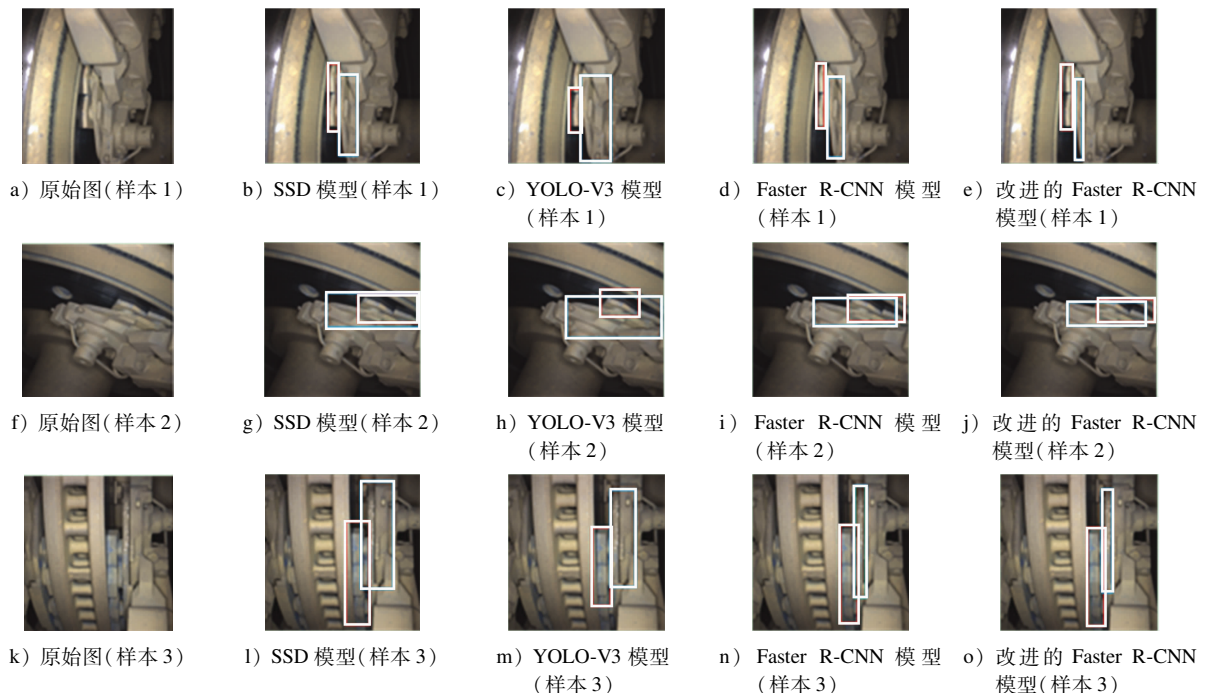 a) 原始图(样本 1)
b) SSD 模型(样本 1)
c) YOLO-V3 模型
(样本 1)
d) Faster R-CNN 模型
(样本 1)
e) 改进的 Faster R-CNN
模型(样本 1)
f) 原始图(样本 2)
g) SSD 模型(样本 2)
h) YOLO-V3 模型
(样本 2)
i) Faster R-CNN 模型
(样本 2)
j) 改进的 Faster R-CNN
模型(样本 2)
k) 原始图(样本 3)
l) SSD 模型(样本 3)
m) YOLO-V3 模型
(样本 3)
n) Faster R-CNN 模型
(样本 3)
o) 改进的 Faster R-CNN
模型(样本 3)